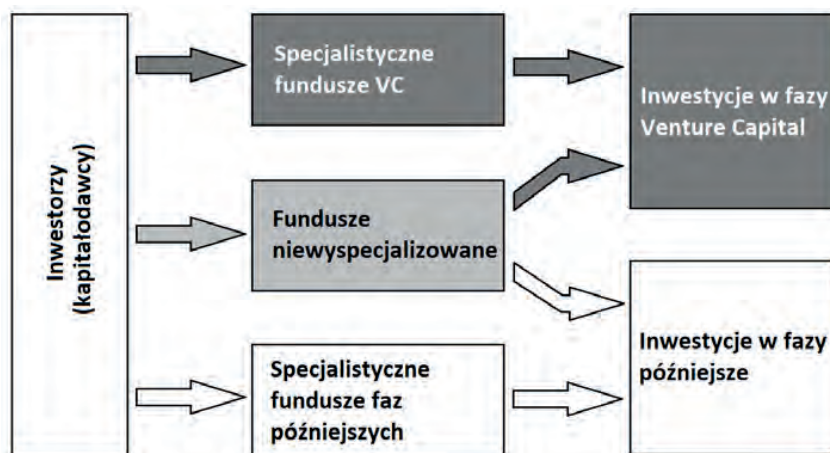 Inwestorzy
(kapitałodawcy)
Specjalistyczne
fundusze VC
Fundusze
niewyspecjalizowane
Specjalistyczne
fundusze faz
późniejszych
Inwestycje w fazy
Venture Capital
Inwestycje w fazy
późniejsze